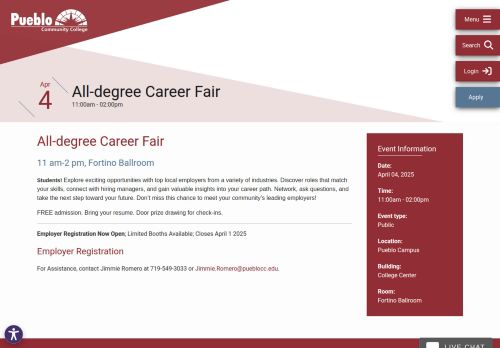 Pueblo
Community College
Menu
Search
Login
Apply
Apr
4
All-degree Career Fair
11:00am - 02:00pm
All-degree Career Fair
11 am-2 pm, Fortino Ballroom
Students! Explore exciting opportunities with top local employers from a variety of industries. Discover roles that match
your skills, connect with hiring managers, and gain valuable insights into your career path. Network, ask questions, and
take the next step toward your future. Don't miss this chance to meet your community's leading employers!
FREE admission. Bring your resume. Door prize drawing for check-ins.
Employer Registration Now Open; Limited Booths Available; Closes April 1 2025
Employer Registration
For Assistance, contact Jimmie Romero at 719-549-3033 or Jimmie.Romero@pueblocc.edu.
Event Information
Date:
April 04, 2025
Time:
11:00am - 02:00pm
Event type:
Public
Location:
Pueblo Campus
Building:
College Center
Room:
Fortino Ballroom
LIVE CHAT